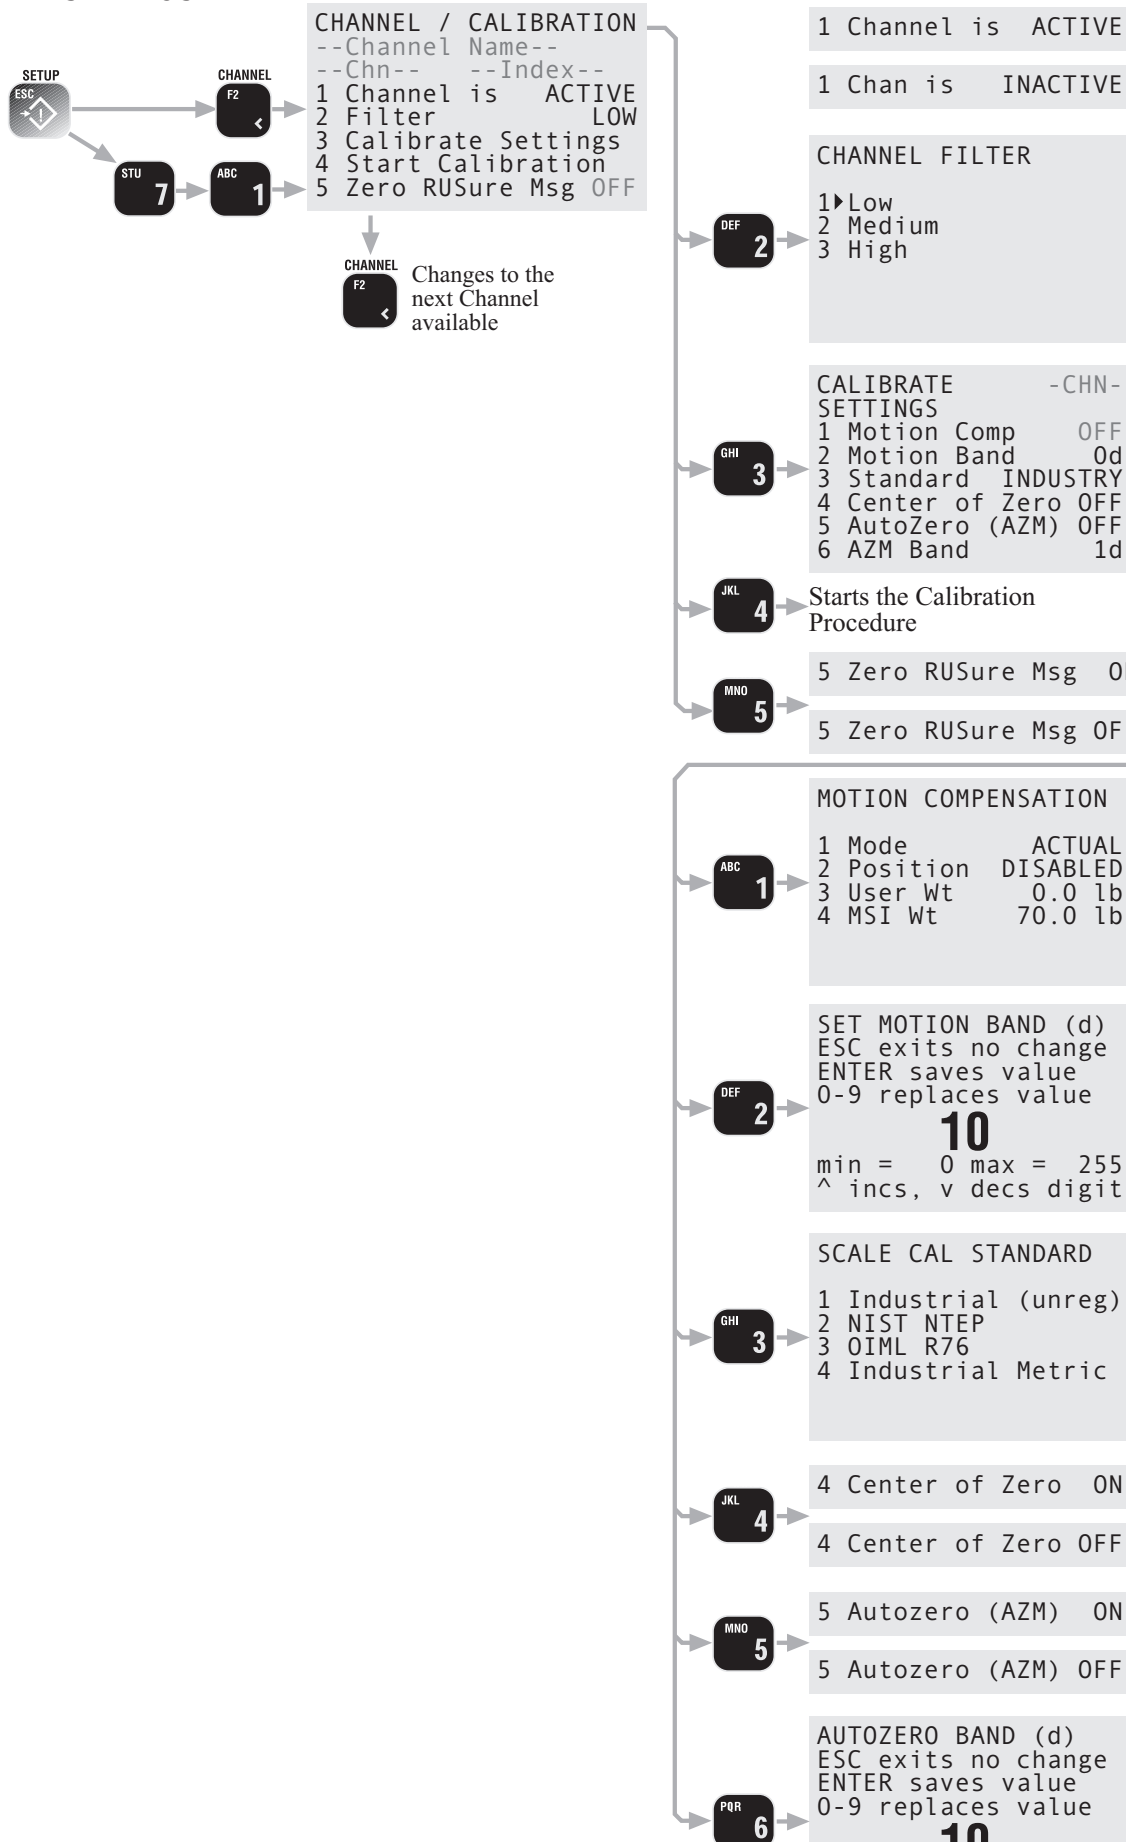 SETUP
ESC
CHANNEL
F2
<
STU
7
ABC
1
CHANNEL / CALIBRATION
--Channel Name--
--Chn-- --Index--
1 Channel is ACTIVE
2 Filter LOW
3 Calibrate Settings
4 Start Calibration
5 Zero RUSure Msg OFF
CHANNEL
F2
<
Changes to the
next Channel
available
1 Channel is ACTIVE
1 Chan is INACTIVE
DEF
2
CHANNEL FILTER
1 Low
2 Medium
3 High
GHI
3
CALIBRATE -CHN-
SETTINGS
1 Motion Comp OFF
2 Motion Band 0d
3 Standard INDUSTRY
4 Center of Zero OFF
5 AutoZero (AZM) OFF
6 AZM Band 1d
JKL
4
Starts the Calibration
Procedure
MNO
5
5 Zero RUSure Msg
5 Zero RUSure Msg OF
ABC
1
MOTION COMPENSATION
1 Mode ACTUAL
2 Position DISABLED
3 User Wt 0.0 lb
4 MSI Wt 70.0 lb
DEF
2
SET MOTION BAND (d)
ESC exits no change
ENTER saves value
0-9 replaces value
10
min = 0 max = 255
^ incs, v decs digit
GHI
3
SCALE CAL STANDARD
1 Industrial (unreg)
2 NIST NTEP
3 OIML R76
4 Industrial Metric
JKL
4
4 Center of Zero ON
4 Center of Zero OFF
MNO
5
5 Autozero (AZM) ON
5 Autozero (AZM) OFF
PQR
6
AUTOZERO BAND (d)
ESC exits no change
ENTER saves value
0-9 replaces value
10